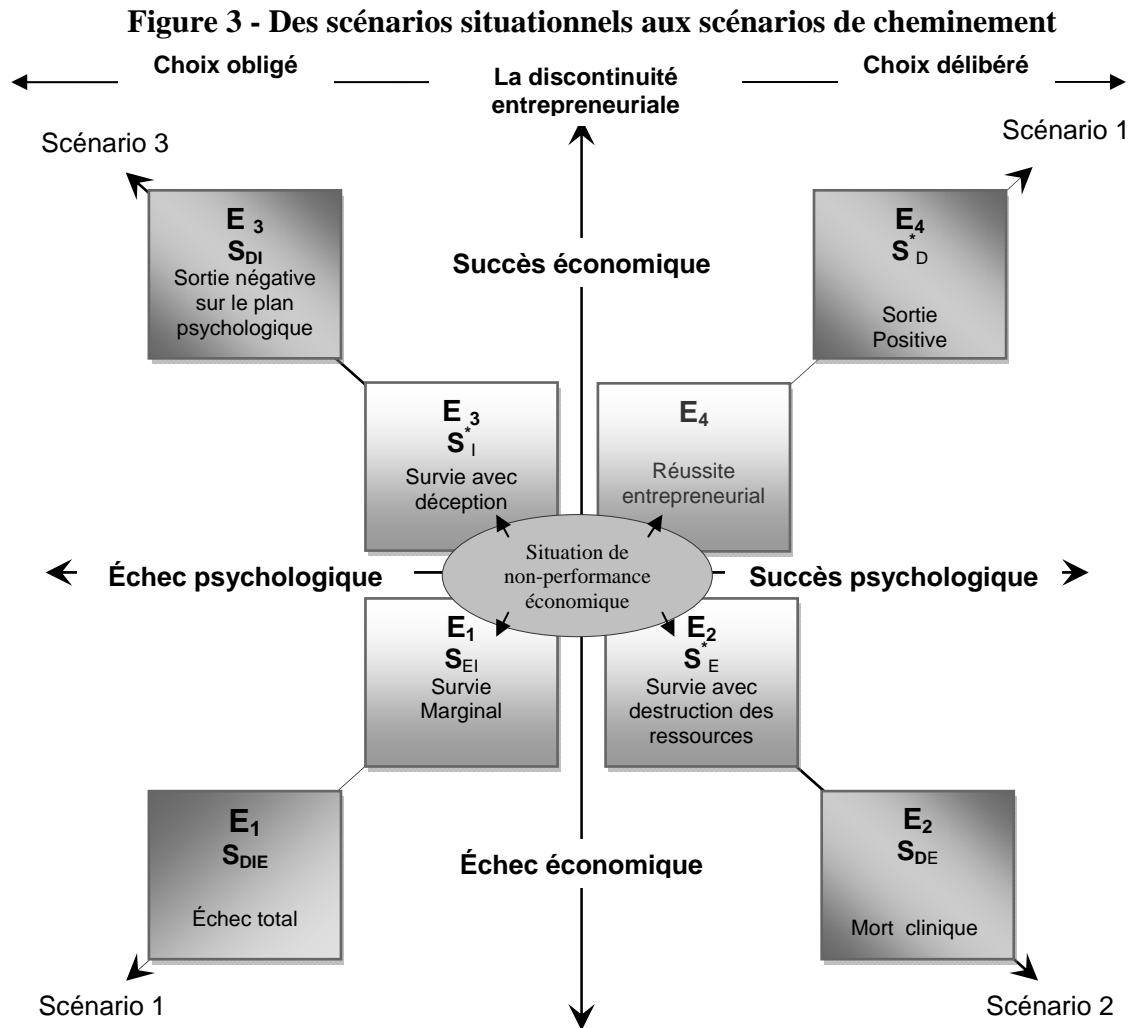 Figure 3 - Des scénarios situationnels aux scénarios de cheminement
Choix obligé
La discontinuité
entrepreneuriale
Choix délibéré
Scénario 3
Scénario 1
E 3
SDI
Sortie négative
sur le plan
psychologique
Succès économique
E4
S*D
Sortie
Positive
E 3
S*I
Survie avec
déception
E4
Réussite
entrepreneurial
Échec psychologique
Situation de
non-performance
économique
Succès psychologique
E1
SEI
Survie
Marginal
E2
S*E
Survie avec
destruction des
ressources
E1
SDIE
Échec total
Échec économique
E2
SDE
Mort clinique
Scénario 1
Scénario 2